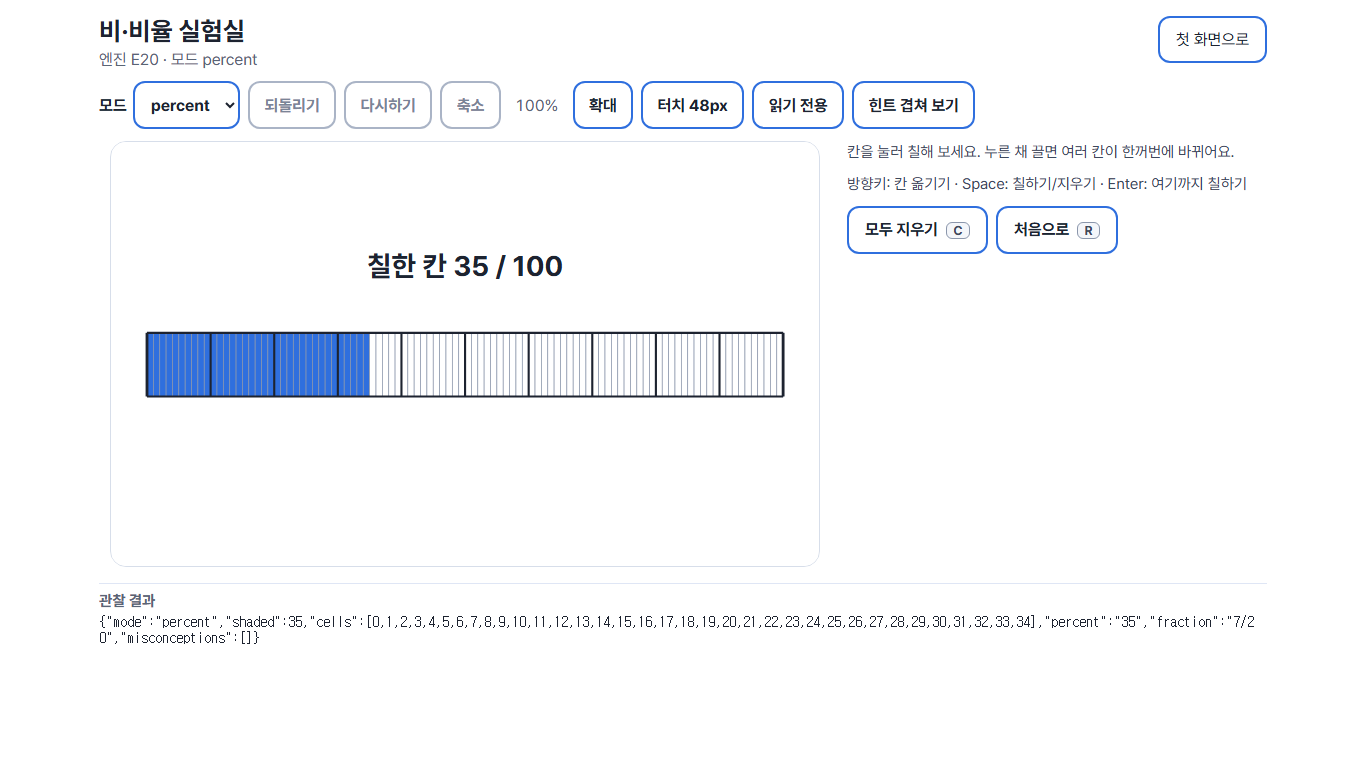 비·비율 실험실
엔진 E20 · 모드 percent
첫 화면으로
모드 percent 되돌리기 다시하기 축소 100% 확대 터치 48px 읽기 전용 힌트 겹쳐 보기
칸을 눌러 칠해 보세요. 누른 채 끌면 여러 칸이 한꺼번에 바뀌어요.
방향키: 칸 옮기기 · Space: 칠하기/지우기 · Enter: 여기까지 칠하기
모두 지우기 C 처음으로 R
칠한 칸 35 / 100
관찰 결과
{"mode":"percent","shaded":35,"cells":[0,1,2,3,4,5,6,7,8,9,10,11,12,13,14,15,16,17,18,19,20,21,22,23,24,25,26,27,28,29,30,31,32,33,34],"percent":"35","fraction":"7/2
0","misconceptions":[]}